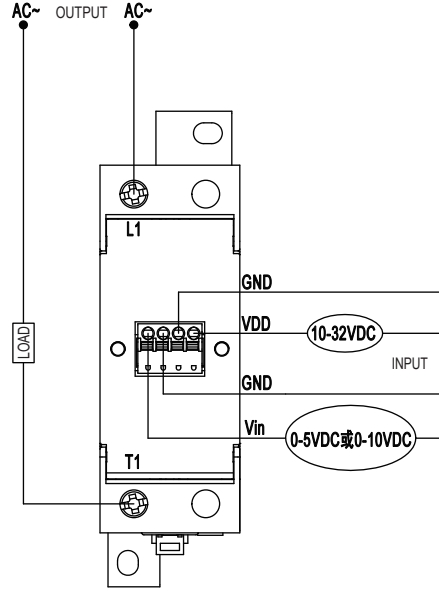 AC~ OUTPUT AC~
L1
GND
VDD 10-32VDC
LOAD
INPUT
GND
Vin 0-5VDC或0-10VDC
T1